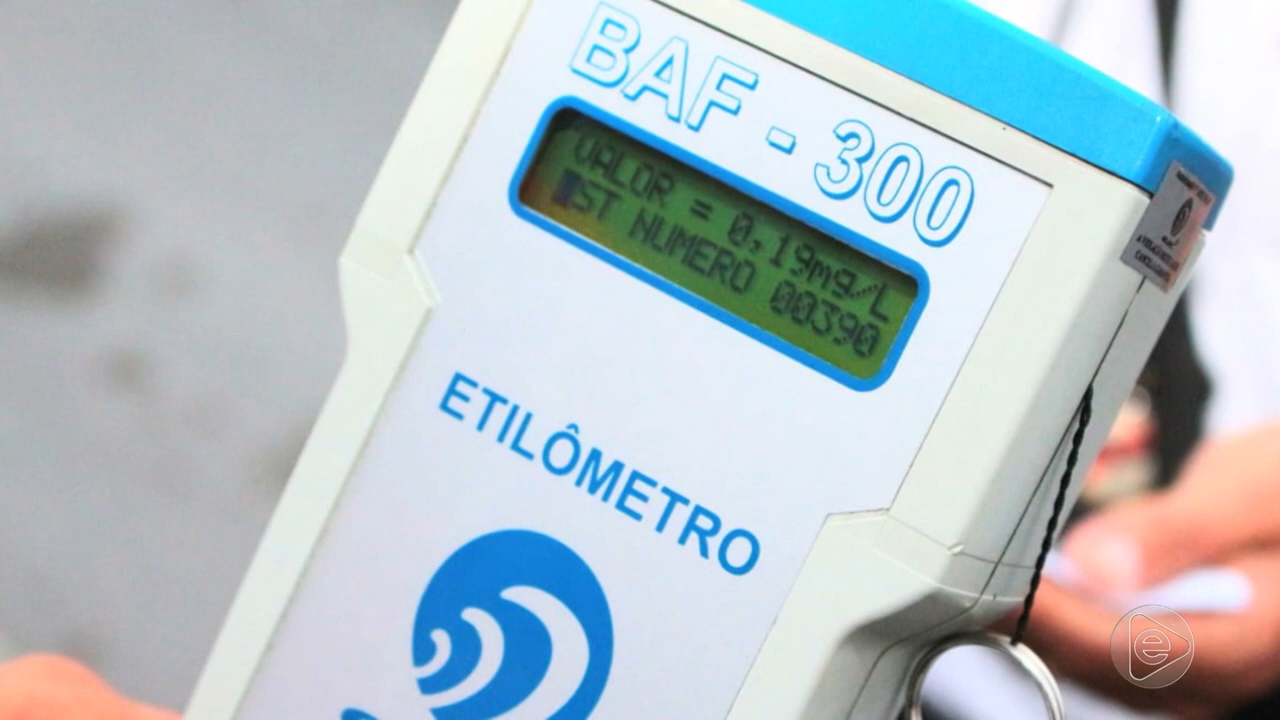 BAF - 300
VALOR = 0,19mg/L
ST NUMERO 00390
ETILÔMETRO
e